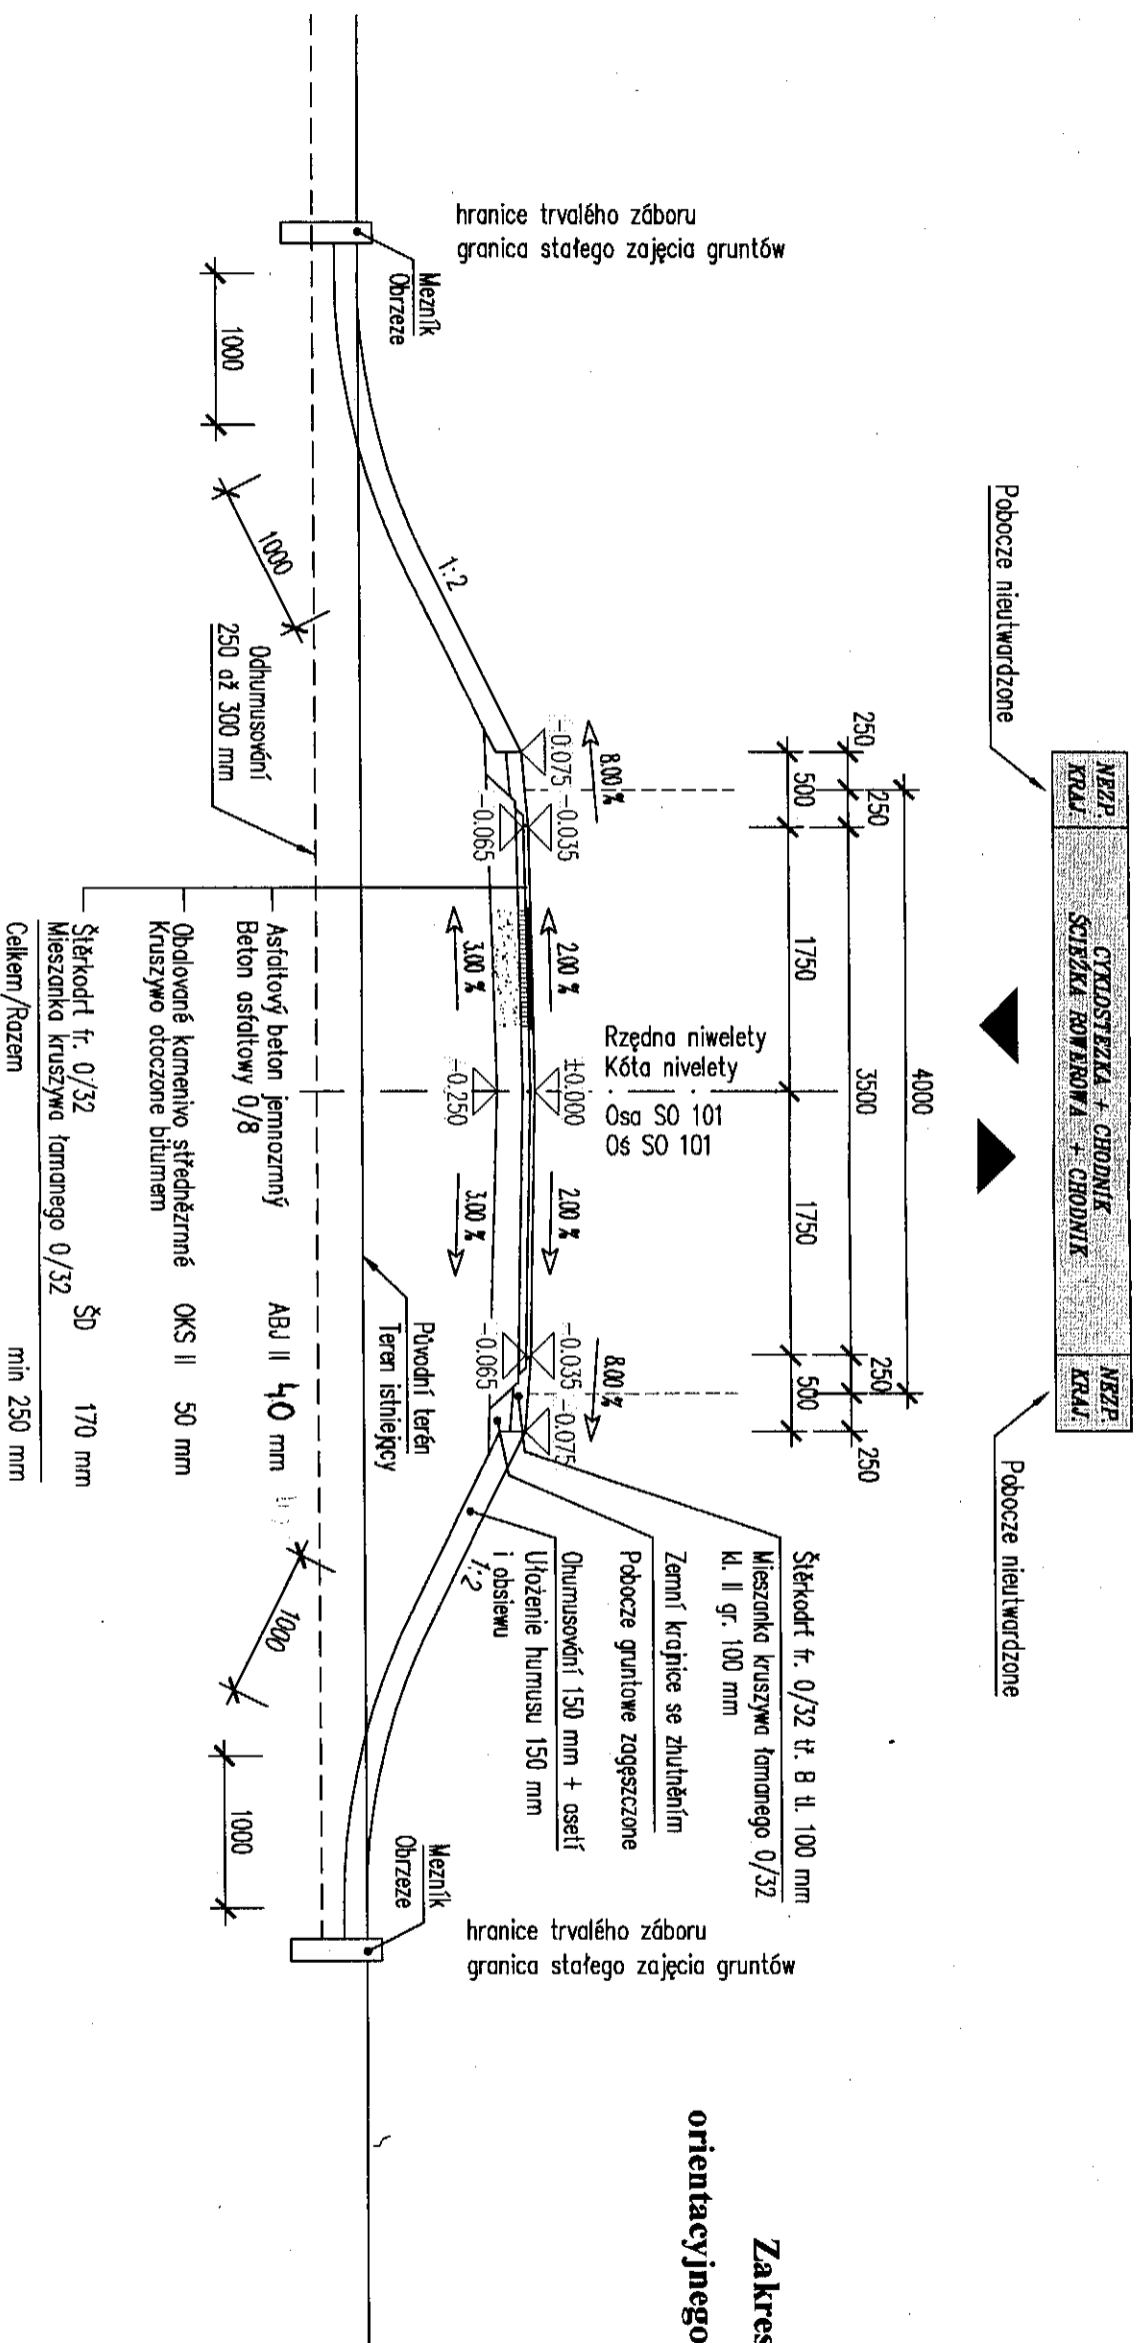 NEZP.
KRAJ.
CYKLOSTEZKA + CHODNÍK
ŚCIEŻKA ROWEROWA + CHODNIK
NEZP.
KRAJ.
Pobocze nieutwardzone
Pobocze nieutwardzone
4000
250
250
3500
250
250
500
1750
1750
500
8.00 %
8.00 %
Rzędna niwelety
Kóta nivelety
Osa SO 101
Oś SO 101
-0.075
-0.035
±0.000
-0.035
-0.075
2.00 %
2.00 %
-0.065
-0.250
-0.065
3.00 %
3.00 %
1:2
1:2
hranice trvalého záboru
granica stałego zajęcia gruntów
Mezník
Obrzeze
1000
1000
Odhumusování
250 až 300 mm
Štěrkodrť fr. 0/32 tř. B tl. 100 mm
Mieszanka kruszywa łamanego 0/32
kl. II gr. 100 mm
Zemní krajnice se zhutněním
Pobocze gruntowe zagęszczone
Ohumusování 150 mm + osetí
Ułożenie humusu 150 mm
i obsiewu
hranice trvalého záboru
granica stałego zajęcia gruntów
Mezník
Obrzeze
1000
1000
Původní terén
Teren istniejący
Asfaltový beton jemnozrnný ABJ II 40 mm
Beton asfaltowy 0/8
Obalované kamenivo střednězrnné OKS II 50 mm
Kruszywo otoczone bitumem
Štěrkodrť fr. 0/32 ŠD 170 mm
Mieszanka kruszywa łamanego 0/32
Celkem/Razem min 250 mm
Zakres
orientacyjnego